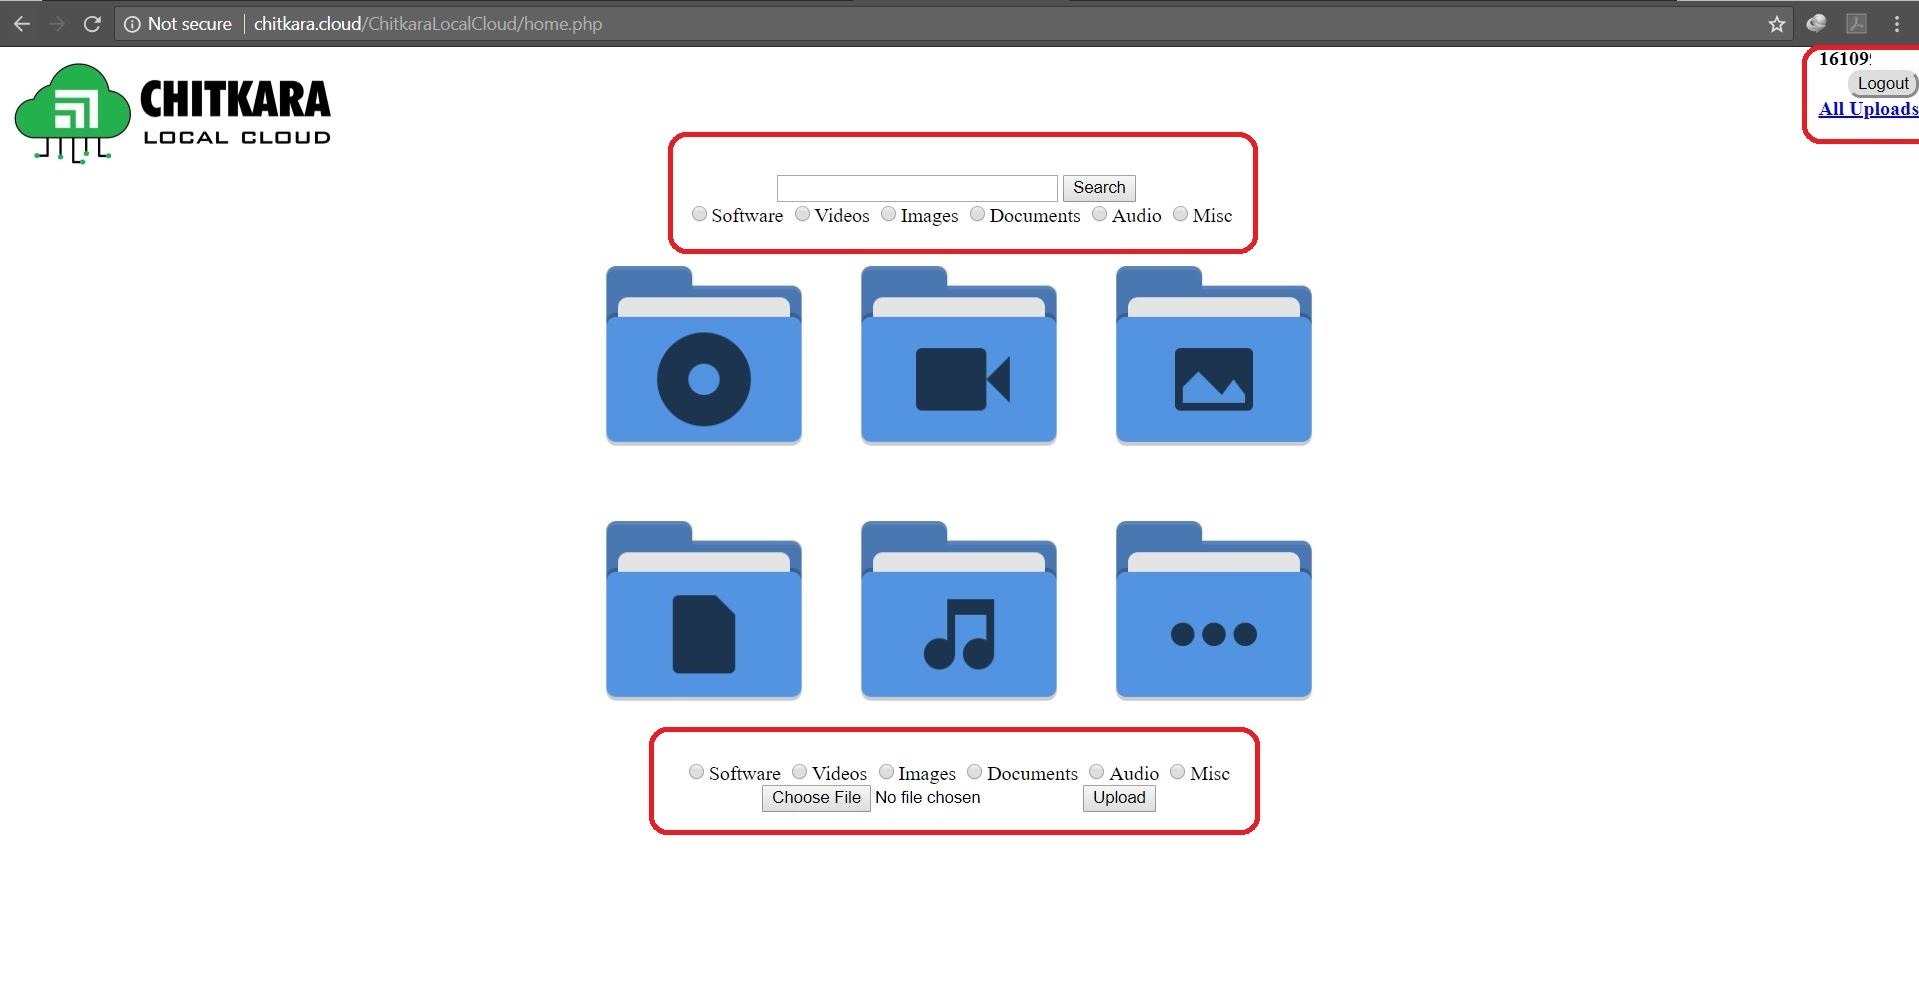 Not secure | chitkara.cloud/ChitkaraLocalCloud/home.php
CHITKARA
LOCAL CLOUD
16109
Logout
All Uploads
Search
Software Videos Images Documents Audio Misc
Software Videos Images Documents Audio Misc
Choose File No file chosen Upload